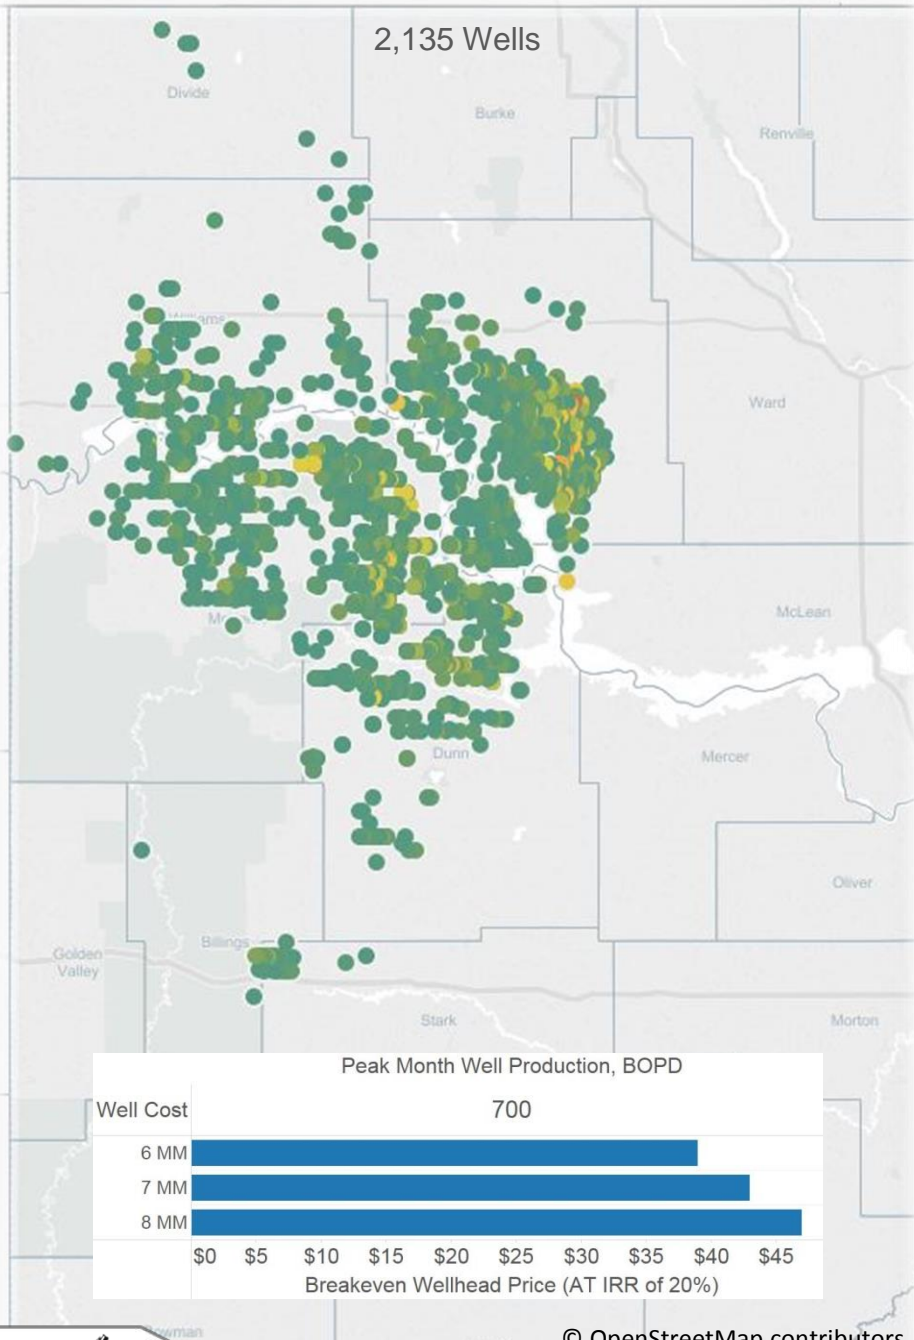 2,135 Wells
Divide
Burke
Renville
Williams
Ward
McLean
Dunn
Mercer
Oliver
Billings
Golden
Valley
Stark
Morton
Peak Month Well Production, BOPD
Well Cost
700
6 MM
7 MM
8 MM
$0 $5 $10 $15 $20 $25 $30 $35 $40 $45
Breakeven Wellhead Price (AT IRR of 20%)
© OpenStreetMap contributors